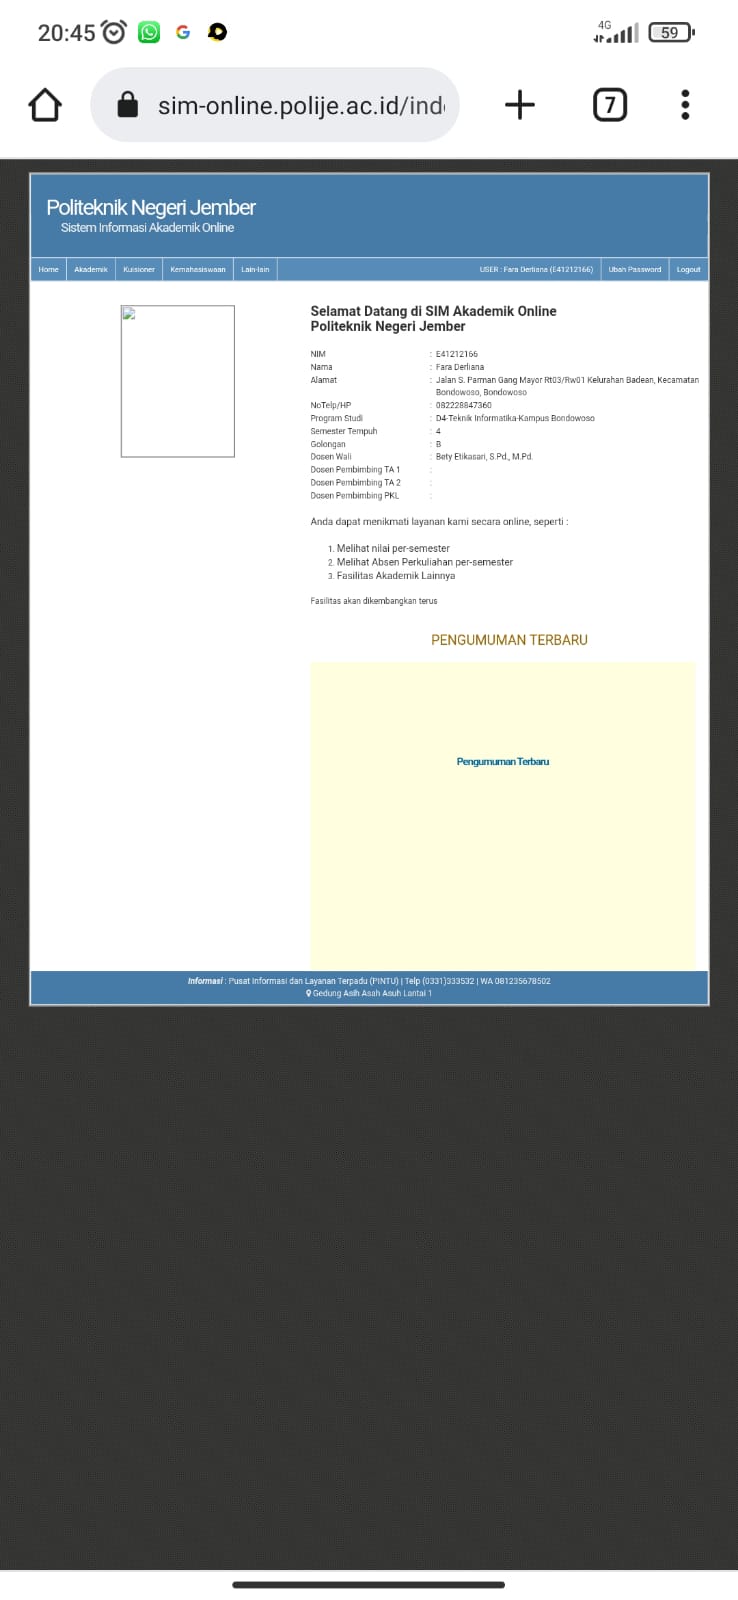 20:45
4G
59
sim-online.polije.ac.id/ind
7
Politeknik Negeri Jember
Sistem Informasi Akademik Online
Home Akademik Kuisioner Kemahasiswaan Lain-lain USER : Fara Derliana (E41212166) Ubah Password Logout
Selamat Datang di SIM Akademik Online
Politeknik Negeri Jember
NIM : E41212166
Nama : Fara Derliana
Alamat : Jalan S. Parman Gang Mayor Rt03/Rw01 Kelurahan Badean, Kecamatan
Bondowoso, Bondowoso
NoTelp/HP : 082228847360
Program Studi : D4-Teknik Informatika-Kampus Bondowoso
Semester Tempuh : 4
Golongan : B
Dosen Wali : Bety Etikasari, S.Pd., M.Pd.
Dosen Pembimbing TA 1 :
Dosen Pembimbing TA 2 :
Dosen Pembimbing PKL :
Anda dapat menikmati layanan kami secara online, seperti :
1. Melihat nilai per-semester
2. Melihat Absen Perkuliahan per-semester
3. Fasilitas Akademik Lainnya
Fasilitas akan dikembangkan terus
PENGUMUMAN TERBARU
Pengumuman Terbaru
Informasi : Pusat Informasi dan Layanan Terpadu (PINTU) | Telp (0331)333532 | WA 081235678502
Gedung Asih Asah Asuh Lantai 1